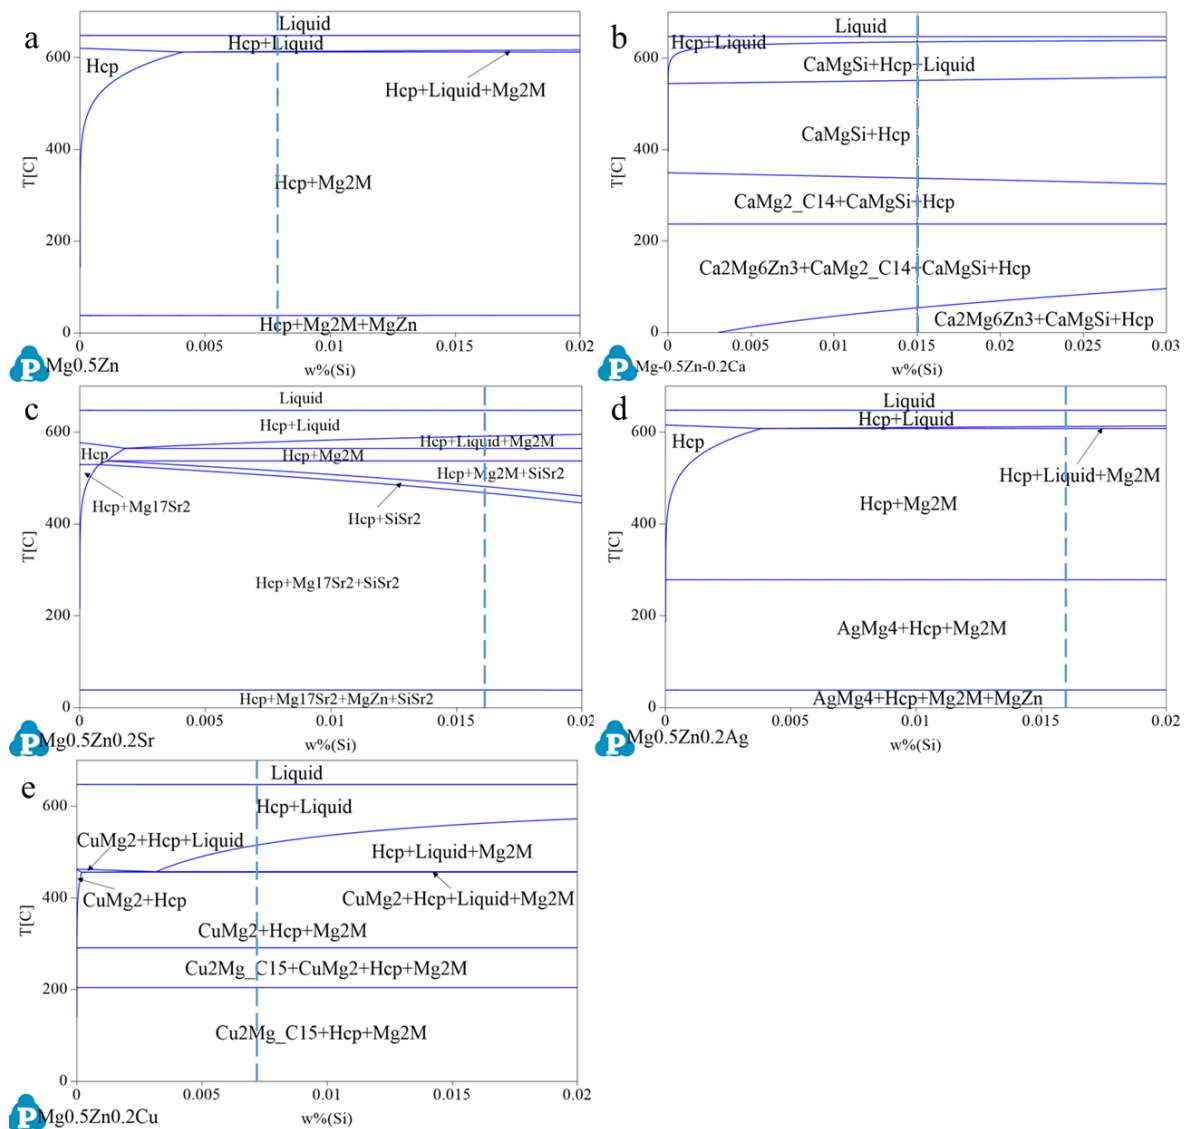 a
T[C]
600
400
200
0
Liquid
Hcp+Liquid
Hcp
Hcp+Liquid+Mg2M
Hcp+Mg2M
Hcp+Mg2M+MgZn
0
0.005
0.01
0.015
0.02
P
Mg0.5Zn
w%(Si)
b
T[C]
600
400
200
0
Liquid
Hcp+Liquid
CaMgSi+Hcp+Liquid
CaMgSi+Hcp
CaMg2_C14+CaMgSi+Hcp
Ca2Mg6Zn3+CaMg2_C14+CaMgSi+Hcp
Ca2Mg6Zn3+CaMgSi+Hcp
0
0.005
0.01
0.015
0.02
0.025
0.03
P
Mg-0.5Zn-0.2Ca
w%(Si)
c
T[C]
600
400
200
0
Liquid
Hcp+Liquid
Hcp+Liquid+Mg2M
Hcp
Hcp+Mg2M
Hcp+Mg2M+SiSr2
Hcp+Mg17Sr2
Hcp+SiSr2
Hcp+Mg17Sr2+SiSr2
Hcp+Mg17Sr2+MgZn+SiSr2
0
0.005
0.01
0.015
0.02
P
Mg0.5Zn0.2Sr
w%(Si)
d
T[C]
600
400
200
0
Liquid
Hcp+Liquid
Hcp
Hcp+Liquid+Mg2M
Hcp+Mg2M
AgMg4+Hcp+Mg2M
AgMg4+Hcp+Mg2M+MgZn
0
0.005
0.01
0.015
0.02
P
Mg0.5Zn0.2Ag
w%(Si)
e
T[C]
600
400
200
0
Liquid
Hcp+Liquid
CuMg2+Hcp+Liquid
Hcp+Liquid+Mg2M
CuMg2+Hcp
CuMg2+Hcp+Liquid+Mg2M
CuMg2+Hcp+Mg2M
Cu2Mg_C15+CuMg2+Hcp+Mg2M
Cu2Mg_C15+Hcp+Mg2M
0
0.005
0.01
0.015
0.02
P
Mg0.5Zn0.2Cu
w%(Si)